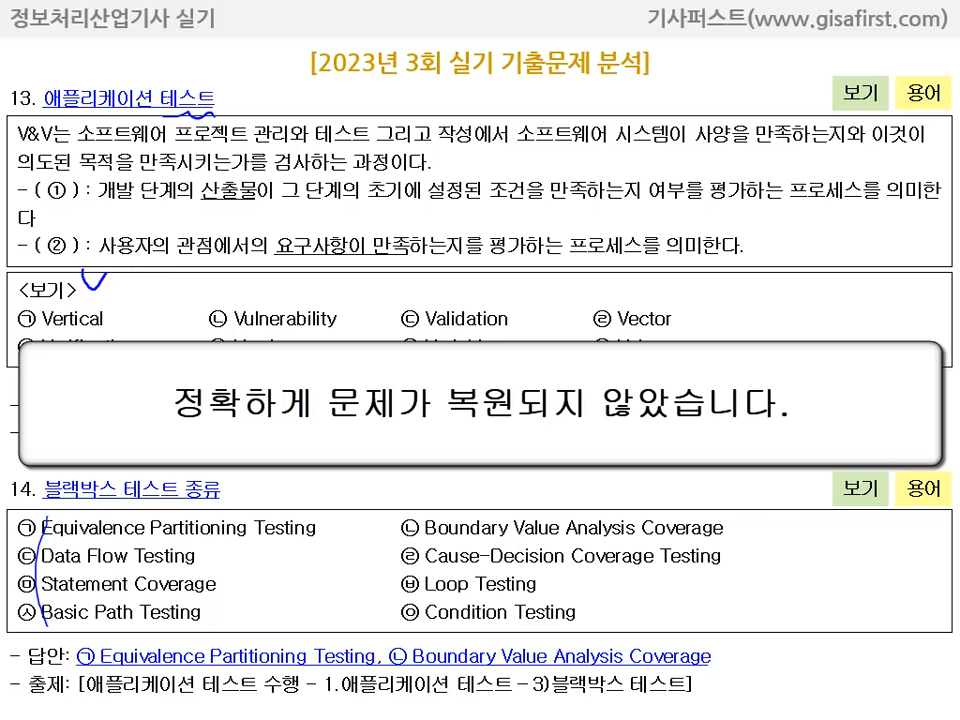 정보처리산업기사 실기
기사퍼스트(www.gisafirst.com)
[2023년 3회 실기 기출문제 분석]
13. 애플리케이션 테스트
보기 용어
V&V는 소프트웨어 프로젝트 관리와 테스트 그리고 작성에서 소프트웨어 시스템이 사양을 만족하는지와 이것이
의도된 목적을 만족시키는가를 검사하는 과정이다.
- ( ① ) : 개발 단계의 산출물이 그 단계의 초기에 설정된 조건을 만족하는지 여부를 평가하는 프로세스를 의미한
다
- ( ② ) : 사용자의 관점에서의 요구사항이 만족하는지를 평가하는 프로세스를 의미한다.
<보기>
㉠ Vertical ㉡ Vulnerability ㉢ Validation ㉣ Vector
정확하게 문제가 복원되지 않았습니다.
14. 블랙박스 테스트 종류
보기 용어
㉠ Equivalence Partitioning Testing ㉡ Boundary Value Analysis Coverage
㉢ Data Flow Testing ㉣ Cause-Decision Coverage Testing
㉤ Statement Coverage ㉥ Loop Testing
㉦ Basic Path Testing ㉧ Condition Testing
- 답안: ㉠ Equivalence Partitioning Testing, ㉡ Boundary Value Analysis Coverage
- 출제: [애플리케이션 테스트 수행 - 1.애플리케이션 테스트 - 3)블랙박스 테스트]